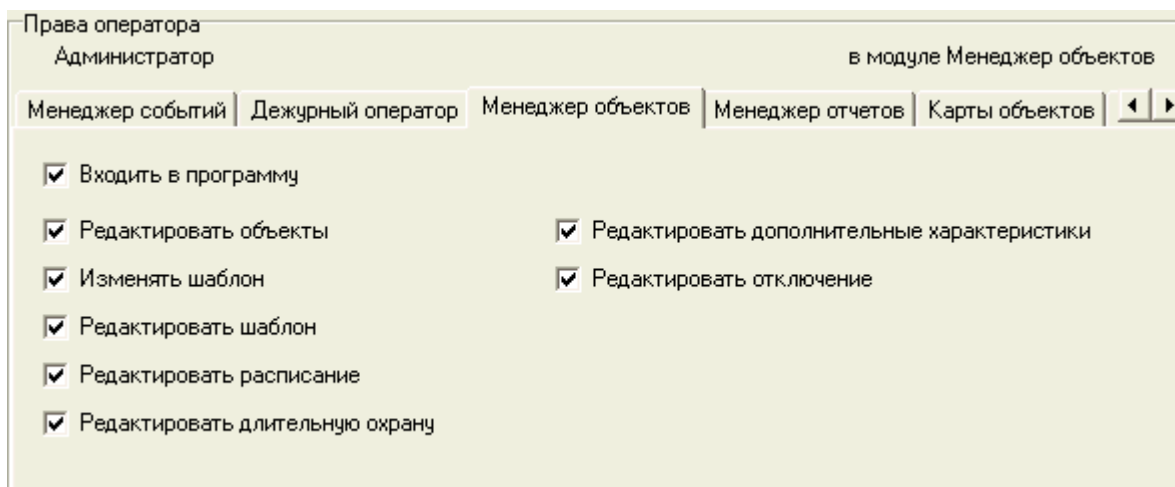 Права оператора
Администратор
в модуле Менеджер объектов
Менеджер событий
Дежурный оператор
Менеджер объектов
Менеджер отчетов
Карты объектов
Входить в программу
Редактировать объекты
Редактировать дополнительные характеристики
Изменять шаблон
Редактировать отключение
Редактировать шаблон
Редактировать расписание
Редактировать длительную охрану